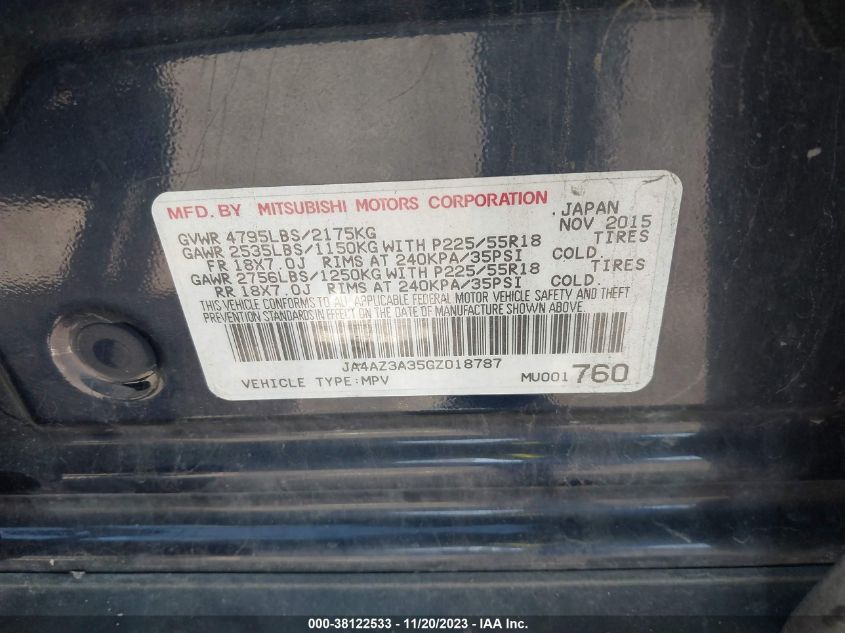 MFD. BY MITSUBISHI MOTORS CORPORATION JAPAN
GVWR 4795LBS/2175KG NOV 2015
GAWR 2535LBS/1150KG WITH P225/55R18 TIRES
FR 18X7.0J RIMS AT 240KPA/35PSI COLD.
GAWR 2756LBS/1250KG WITH P225/55R18 TIRES
RR 18X7.0J RIMS AT 240KPA/35PSI COLD.
THIS VEHICLE CONFORMS TO ALL APPLICABLE FEDERAL MOTOR VEHICLE SAFETY AND THEFT
PREVENTION STANDARDS IN EFFECT ON THE DATE OF MANUFACTURE SHOWN ABOVE.
JA4AZ3A35GZ018787
VEHICLE TYPE:MPV MU001760
000-38122533 - 11/20/2023 - IAA Inc.